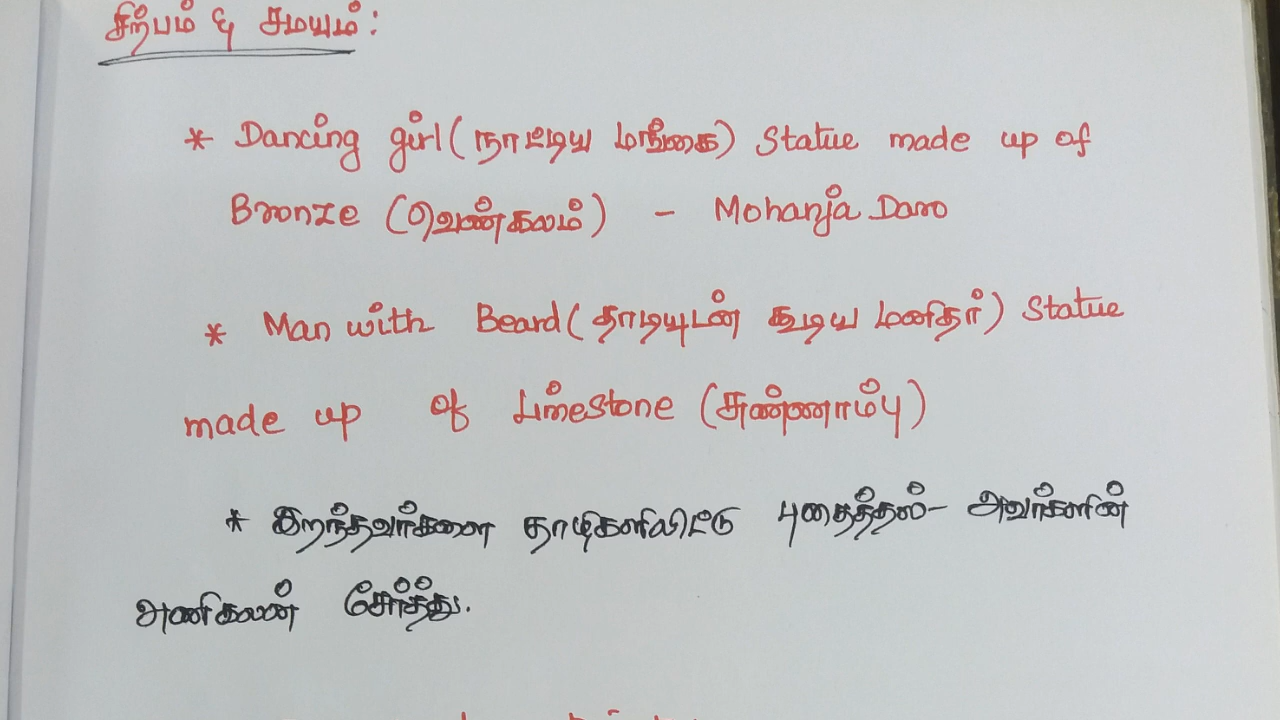 சிற்பம் & சமயம் :
* Dancing girl (நாட்டிய மங்கை) Statue made up of
Bronze (வெண்கலம்) - Mohanja Daro
* Man with Beard (தாடியுடன் கூடிய மனிதர்) Statue
made up of Limestone (சுண்ணாம்பு)
* இறந்தவர்களை தாழிகளிலிட்டு புதைத்தல் - அவர்களின்
அணிகலன் சேர்த்து.